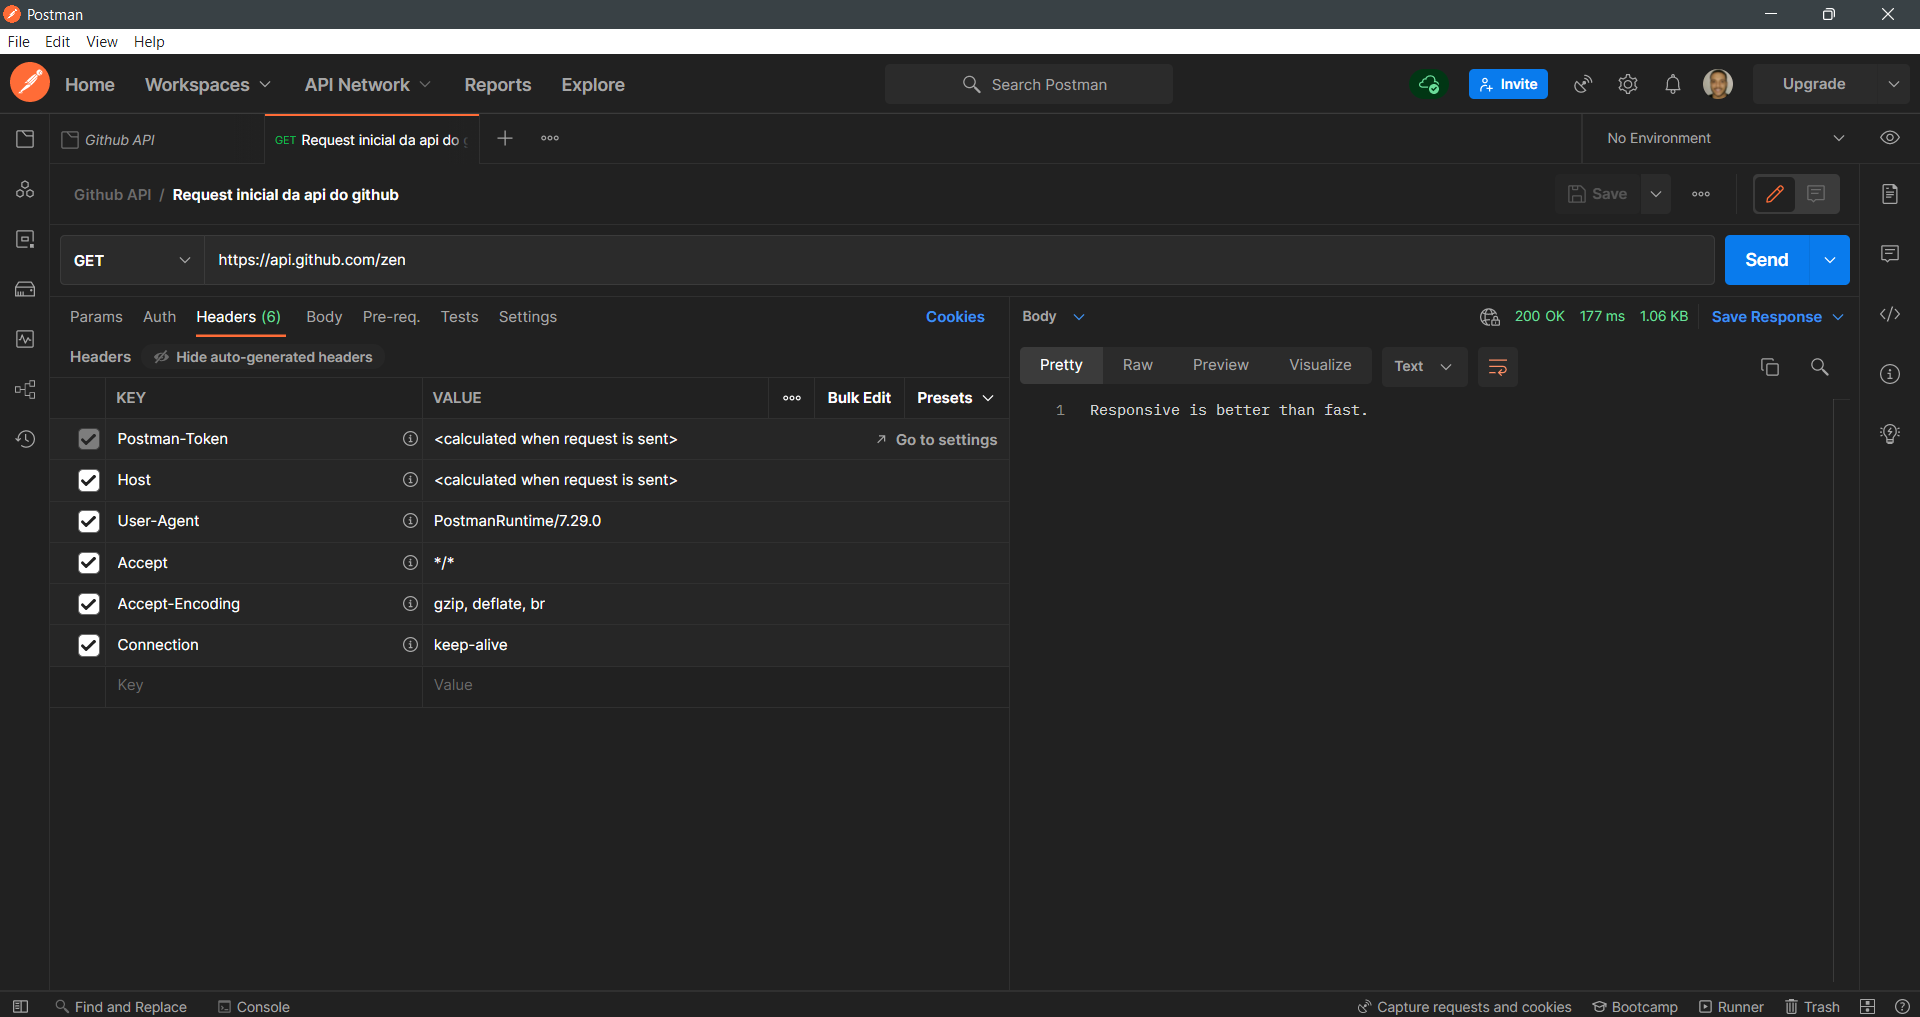 Postman
File Edit View Help
Home Workspaces API Network Reports Explore Search Postman Invite Upgrade
Github API GET Request inicial da api do No Environment
Github API / Request inicial da api do github Save
GET https://api.github.com/zen Send
Params Auth Headers (6) Body Pre-req. Tests Settings Cookies
Body 200 OK 177 ms 1.06 KB Save Response
Headers Hide auto-generated headers
Pretty Raw Preview Visualize Text
KEY VALUE Bulk Edit Presets
1 Responsive is better than fast.
Postman-Token <calculated when request is sent> Go to settings
Host <calculated when request is sent>
User-Agent PostmanRuntime/7.29.0
Accept */*
Accept-Encoding gzip, deflate, br
Connection keep-alive
Key Value
Find and Replace Console Capture requests and cookies Bootcamp Runner Trash